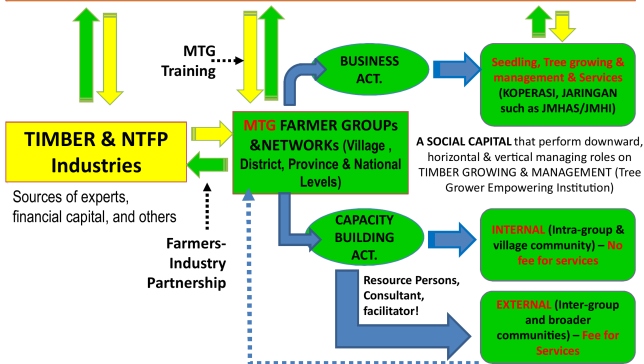 MTG
Training
BUSINESS
ACT.
Seedling, Tree growing &
management & Services
(KOPERASI, JARINGAN
such as JMHAS/JMHI)
TIMBER & NTFP
Industries
MTG FARMER GROUPs
&NETWORKs (Village ,
District, Province & National
Levels)
A SOCIAL CAPITAL that perform downward,
horizontal & vertical managing roles on
TIMBER GROWING & MANAGEMENT (Tree
Grower Empowering Institution)
Sources of experts,
financial capital, and others
Farmers-
Industry
Partnership
CAPACITY
BUILDING
ACT.
INTERNAL (Intra-group &
village community) – No
fee for services
Resource Persons,
Consultant,
facilitator!
EXTERNAL (Inter-group
and broader
communities) – Fee for
Services